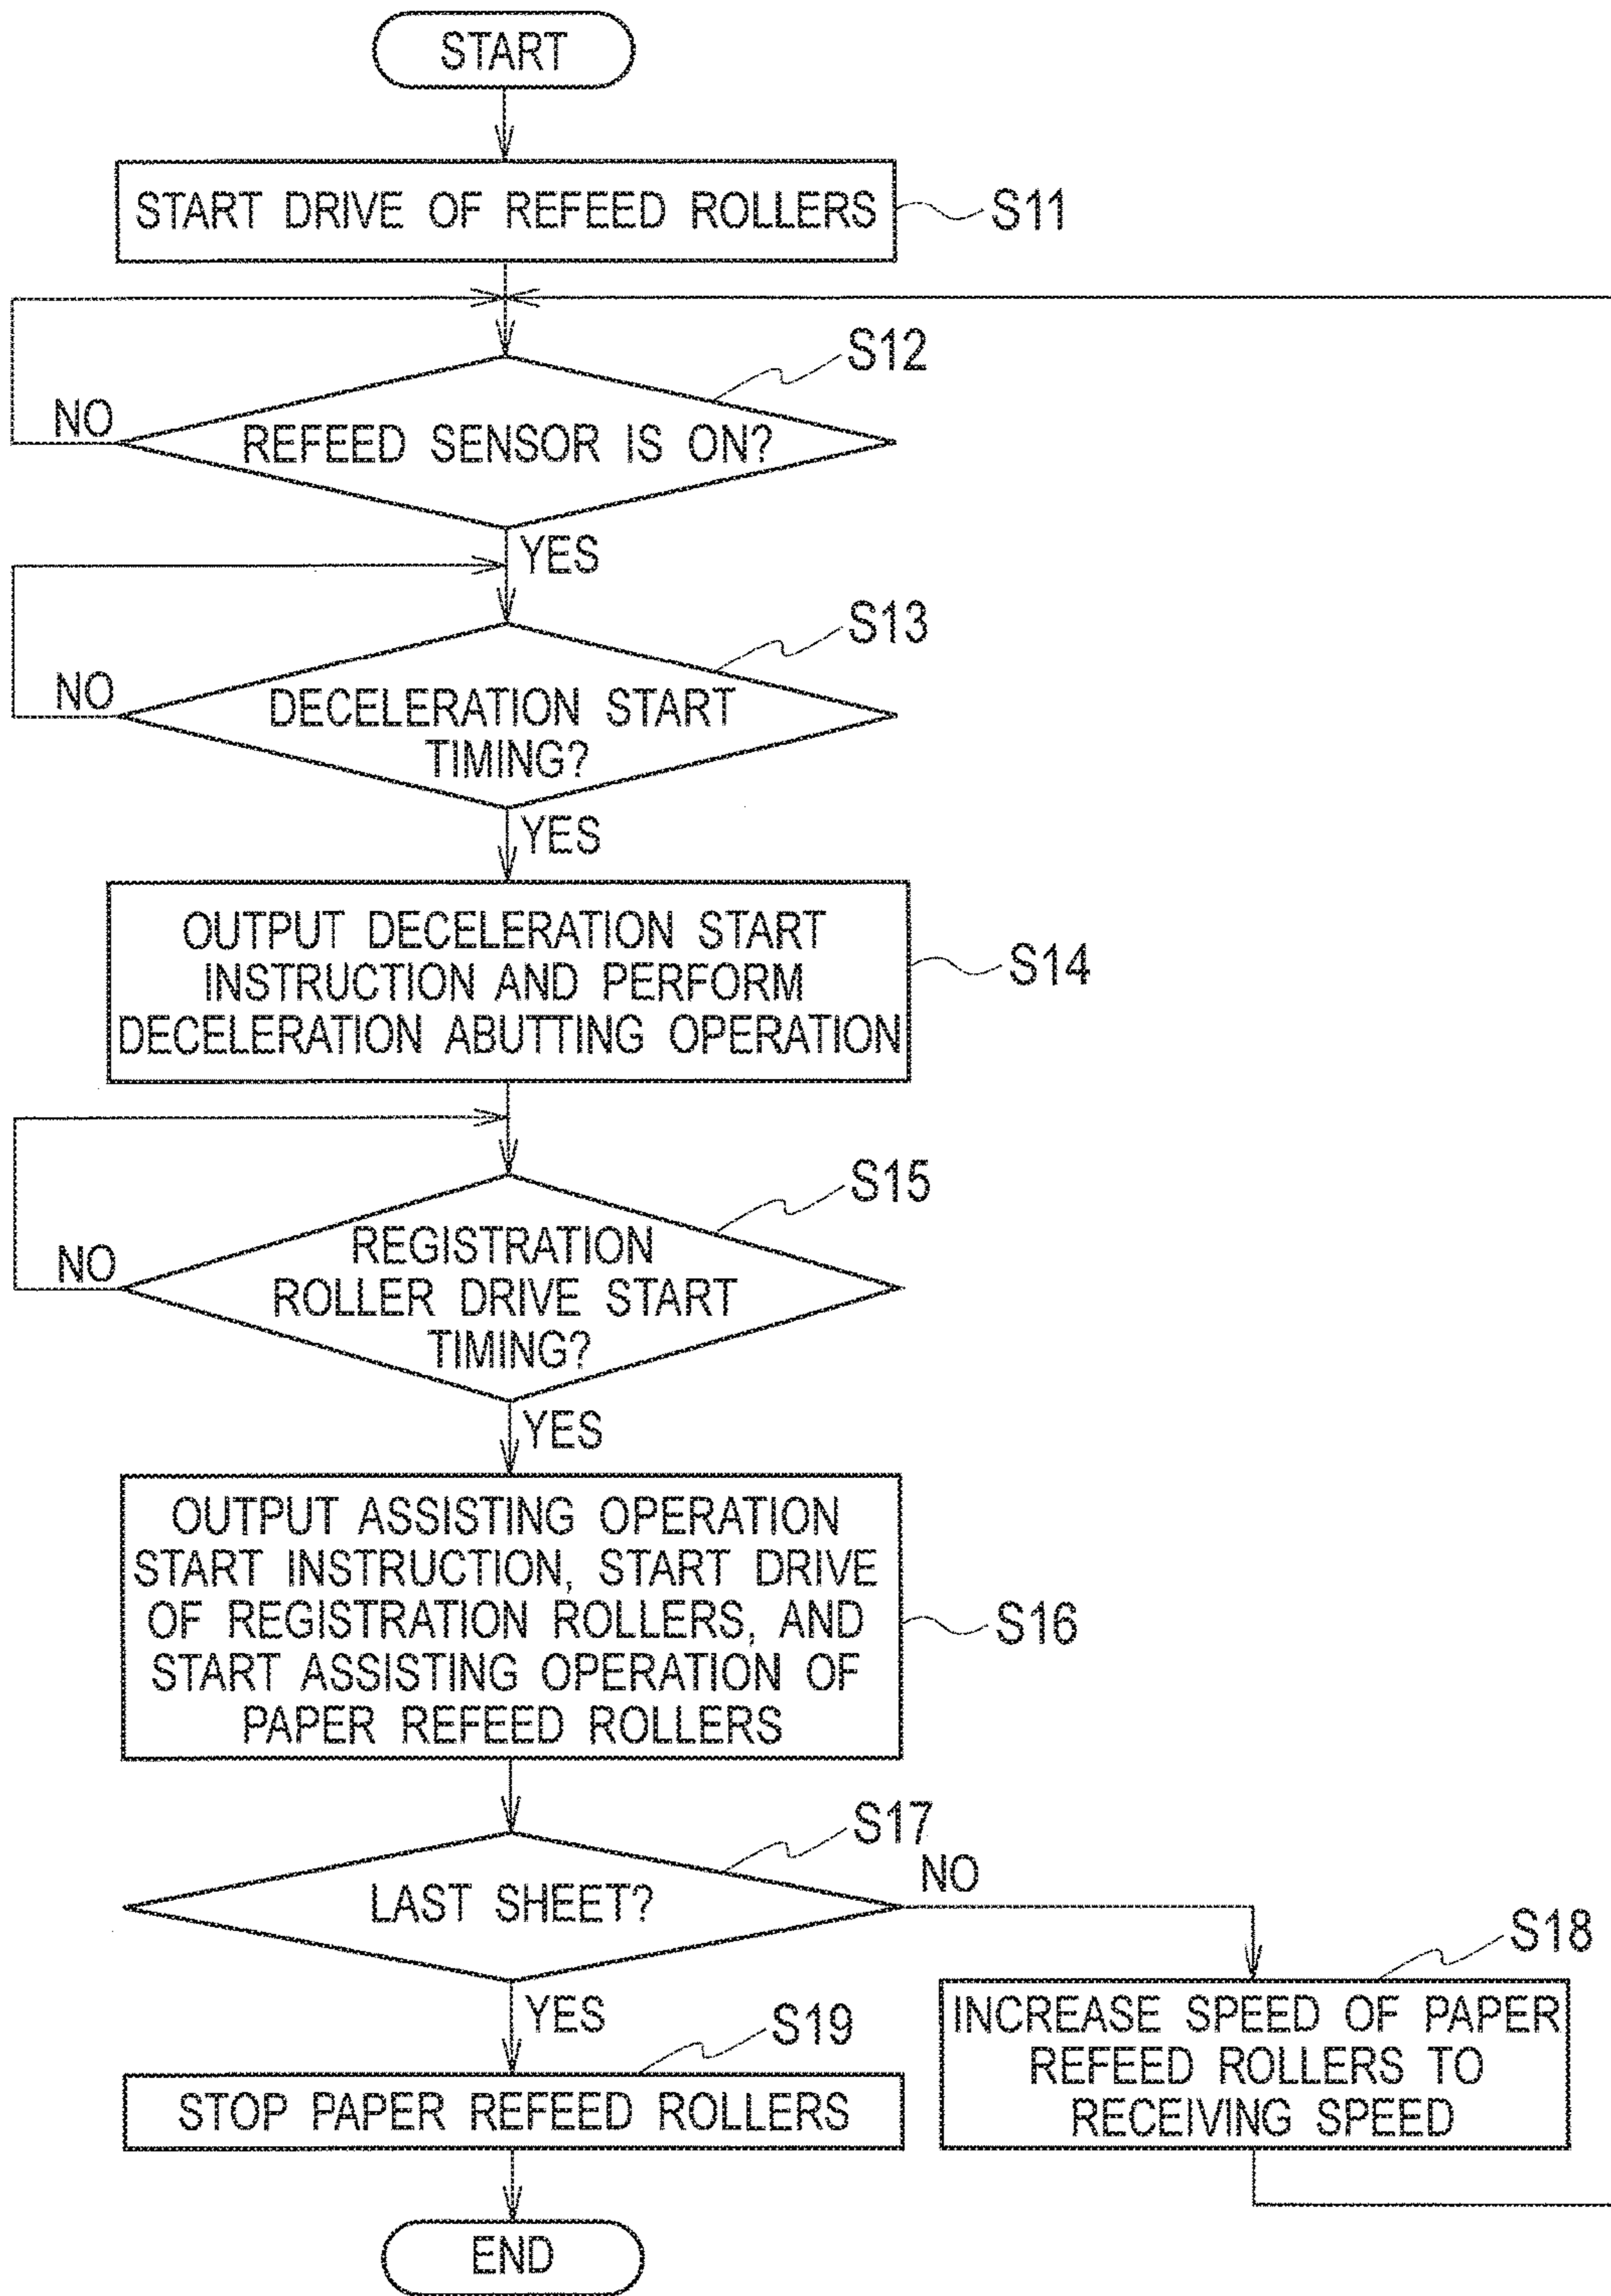 START
START DRIVE OF REFEED ROLLERS
S11
S12
REFEED SENSOR IS ON?
NO
YES
S13
DECELERATION START
TIMING?
NO
YES
OUTPUT DECELERATION START
INSTRUCTION AND PERFORM
DECELERATION ABUTTING OPERATION
S14
S15
REGISTRATION
ROLLER DRIVE START
TIMING?
NO
YES
OUTPUT ASSISTING OPERATION
START INSTRUCTION, START DRIVE
OF REGISTRATION ROLLERS, AND
START ASSISTING OPERATION OF
PAPER REFEED ROLLERS
S16
S17
LAST SHEET?
NO
YES
S18
INCREASE SPEED OF PAPER
REFEED ROLLERS TO
RECEIVING SPEED
S19
STOP PAPER REFEED ROLLERS
END